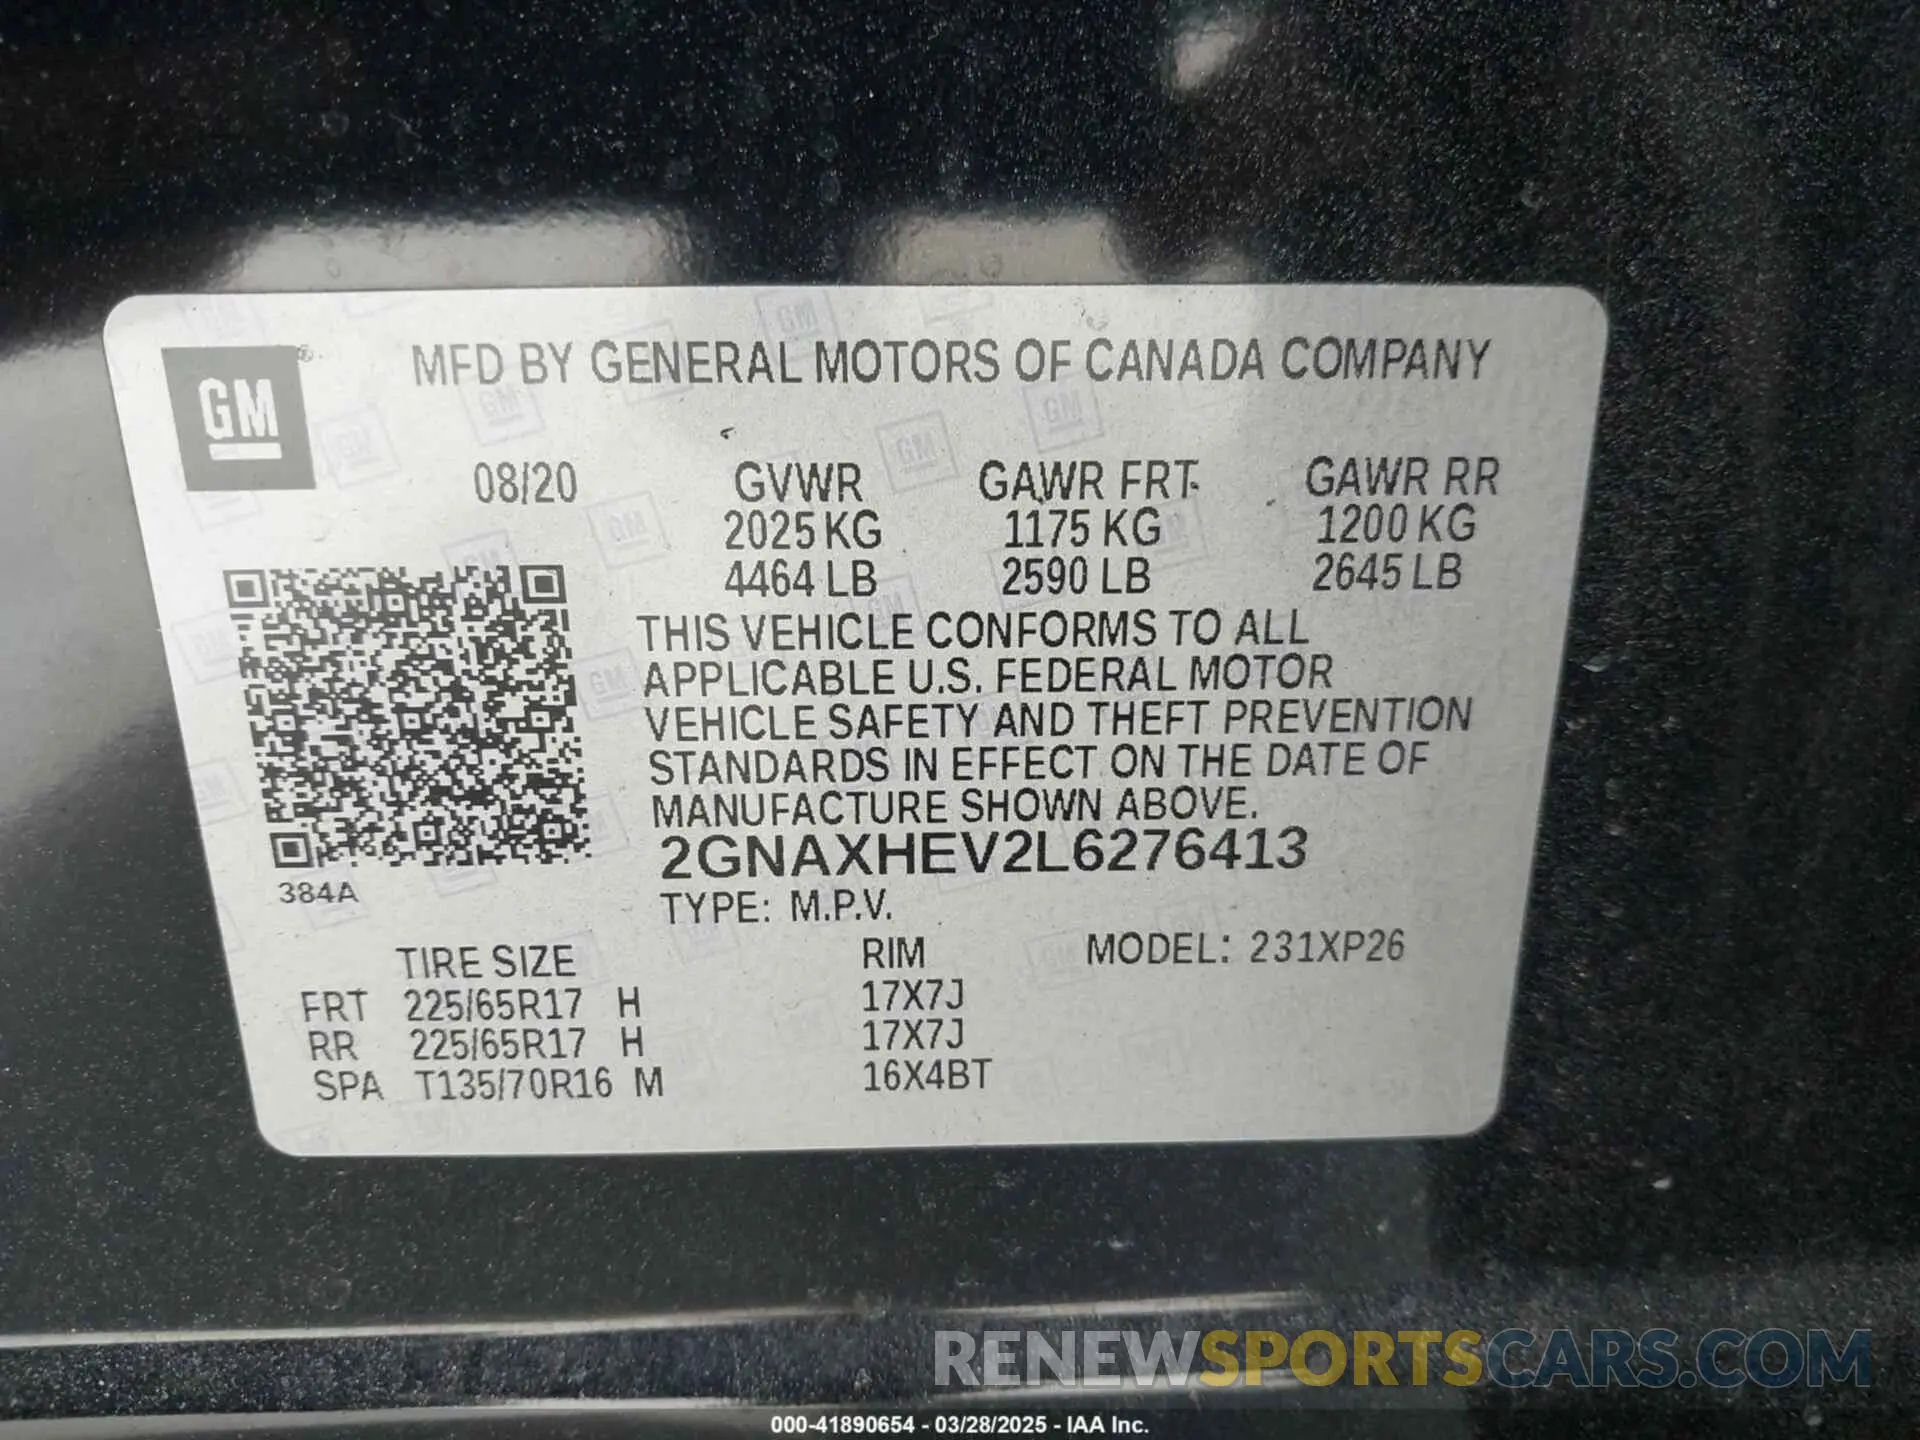 GM
MFD BY GENERAL MOTORS OF CANADA COMPANY
08/20 GVWR GAWR FRT GAWR RR
2025 KG 1175 KG 1200 KG
4464 LB 2590 LB 2645 LB
THIS VEHICLE CONFORMS TO ALL
APPLICABLE U.S. FEDERAL MOTOR
VEHICLE SAFETY AND THEFT PREVENTION
STANDARDS IN EFFECT ON THE DATE OF
MANUFACTURE SHOWN ABOVE.
2GNAXHEV2L6276413
384A
TYPE: M.P.V.
TIRE SIZE RIM MODEL: 231XP26
FRT 225/65R17 H 17X7J
RR 225/65R17 H 17X7J
SPA T135/70R16 M 16X4BT
RENEWSPORTSCARS.COM
000-41890654 - 03/28/2025 - IAA Inc.